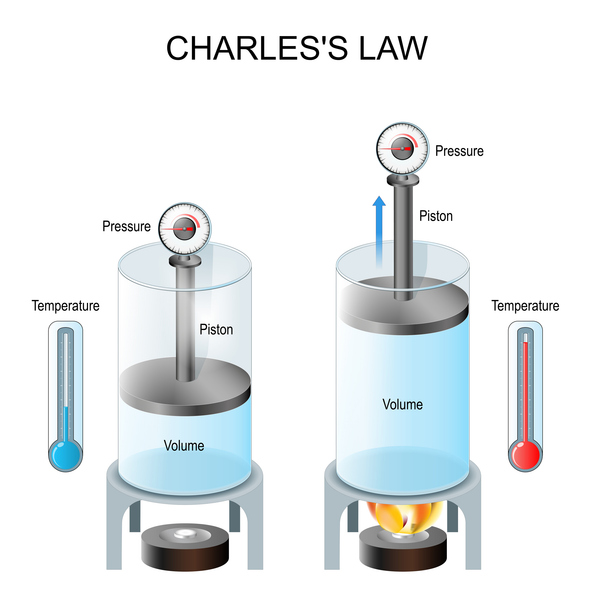 CHARLES'S LAW
Pressure
Piston
Pressure
Temperature
Piston
Volume
Temperature
Volume